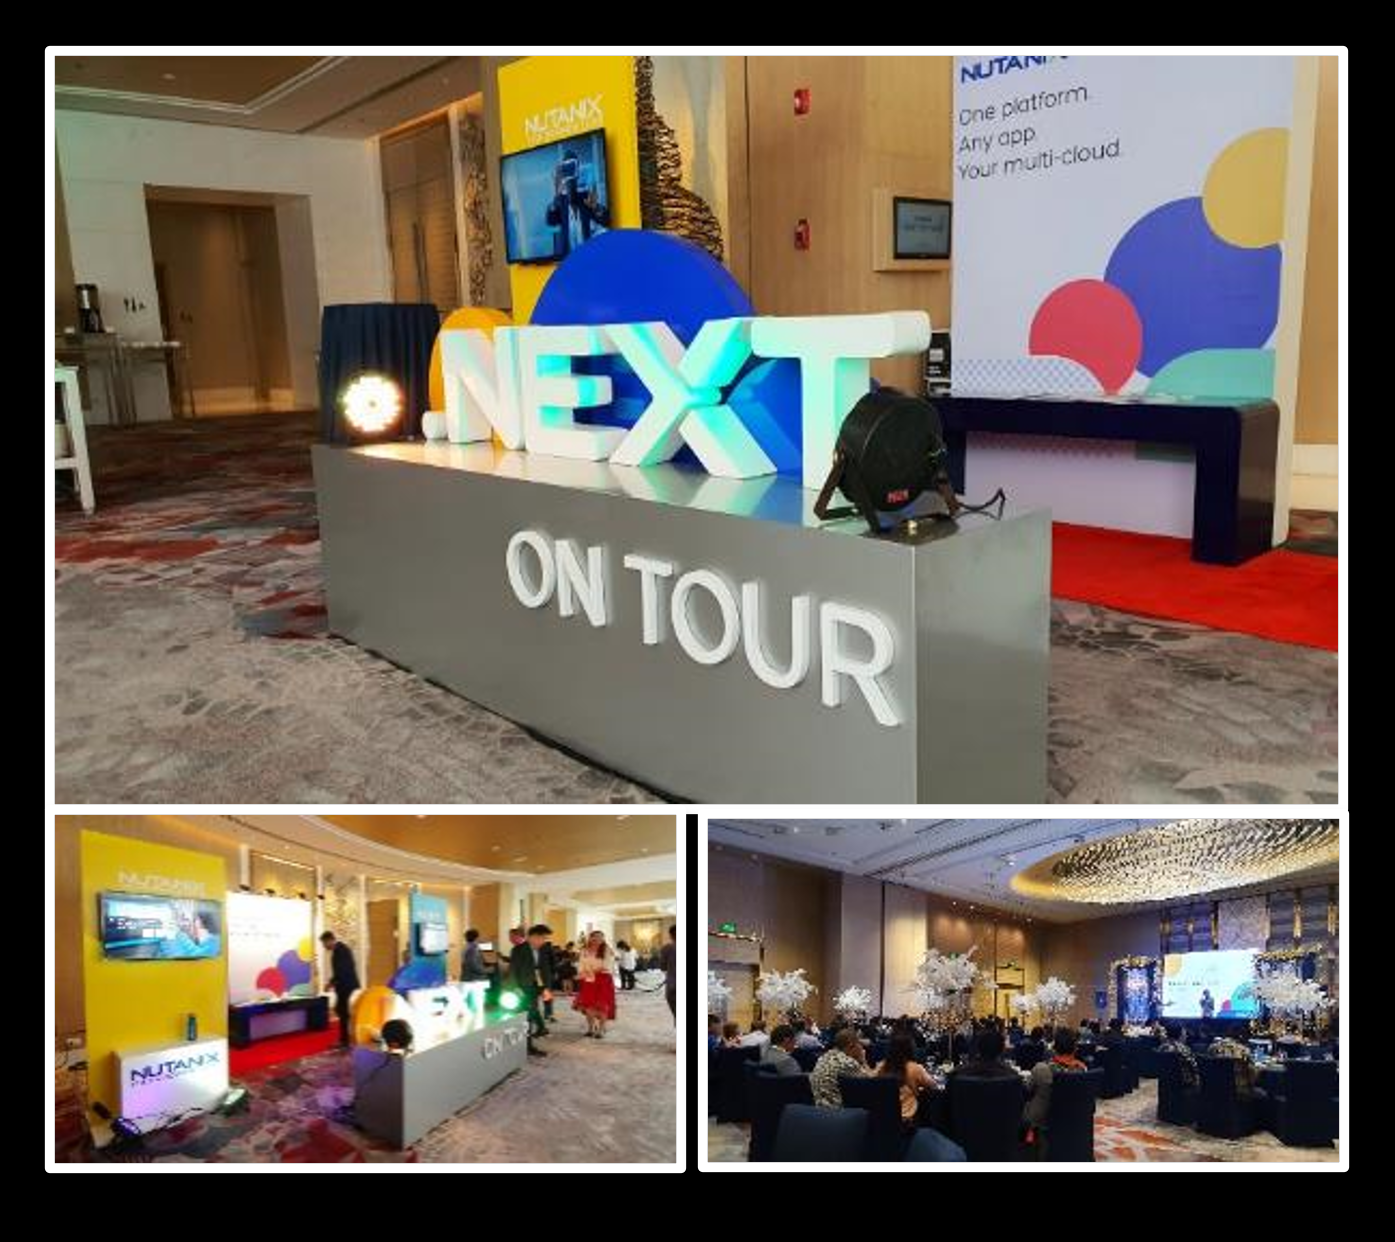 NUTANIX
NUTANIX
One platform.
Any app
Your multi-cloud.
.NEXT
ON TOUR
NUTANIX
NUTANIX
NEXT
ON TOUR